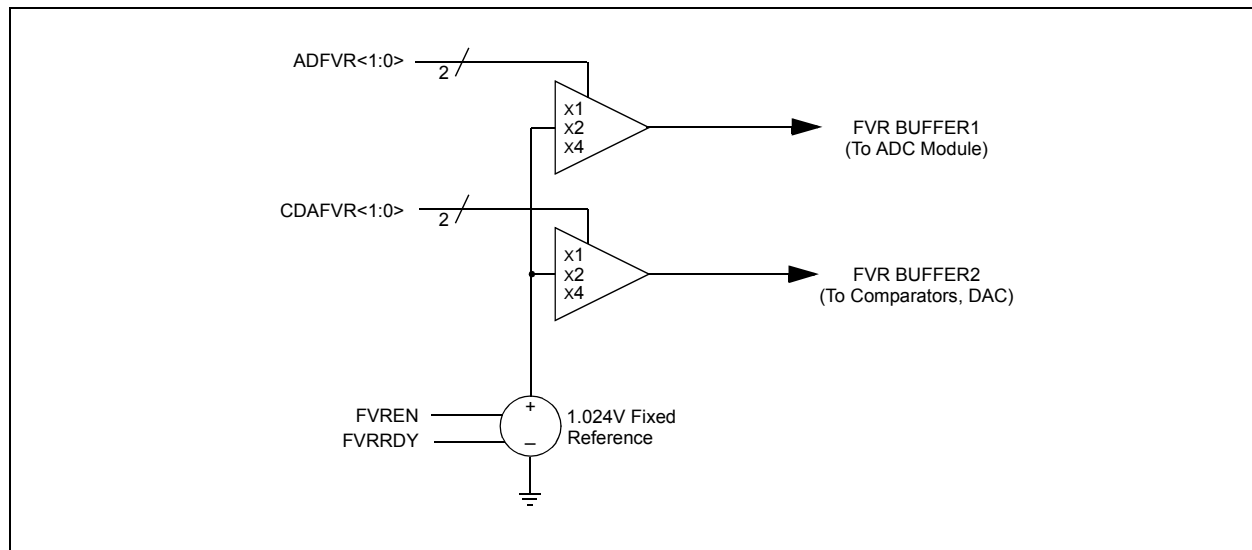 ADFVR<1:0>
2
X1
X2
X4
FVR BUFFER1
(To ADC Module)
CDAFVR<1:0>
2
X1
X2
X4
FVR BUFFER2
(To Comparators, DAC)
FVREN
FVRRDY
+
–
1.024V Fixed
Reference